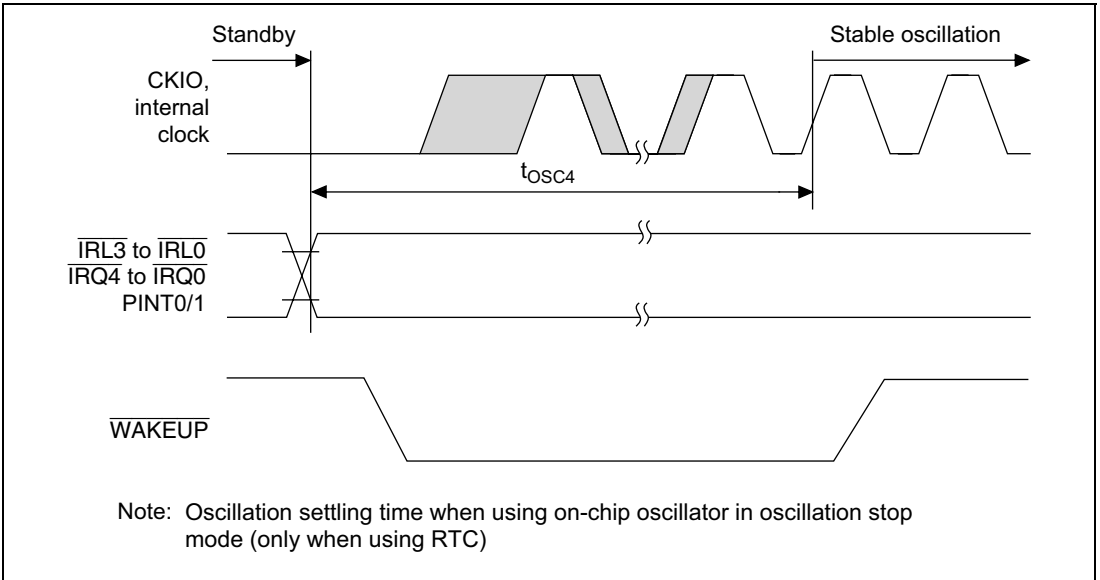 Standby
Stable oscillation
CKIO,
internal
clock
tOSC4
IRL3 to IRL0
IRQ4 to IRQ0
PINT0/1
WAKEUP
Note: Oscillation settling time when using on-chip oscillator in oscillation stop
mode (only when using RTC)